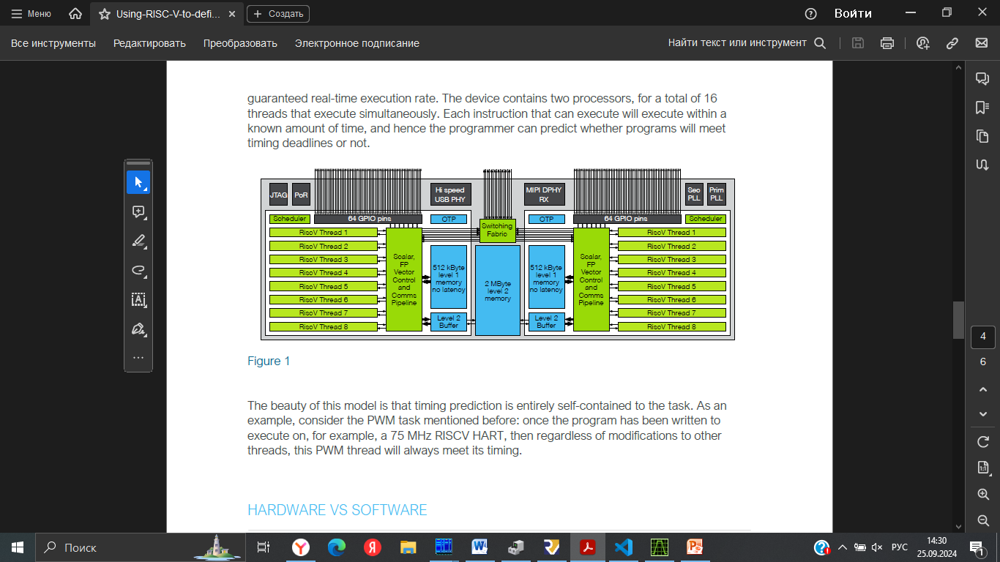 Меню
Using-RISC-V-to-defi...
Создать
Войти
Все инструменты
Редактировать
Преобразовать
Электронное подписание
Найти текст или инструмент
guaranteed real-time execution rate. The device contains two processors, for a total of 16
threads that execute simultaneously. Each instruction that can execute will execute within a
known amount of time, and hence the programmer can predict whether programs will meet
timing deadlines or not.
JTAG
PoR
Hi speed
USB PHY
MIPI DPHY
RX
Sec
PLL
Prim
PLL
Scheduler
64 GPIO pins
OTP
Switching
Fabric
OTP
64 GPIO pins
Scheduler
RiscV Thread 1
RiscV Thread 2
RiscV Thread 3
RiscV Thread 4
RiscV Thread 5
RiscV Thread 6
RiscV Thread 7
RiscV Thread 8
Scalar,
FP
Vector
Control
and
Comms
Pipeline
512 kByte
level 1
memory
no latency
Level 2
Buffer
2 MByte
level 2
memory
512 kByte
level 1
memory
no latency
Level 2
Buffer
Scalar,
FP
Vector
Control
and
Comms
Pipeline
RiscV Thread 1
RiscV Thread 2
RiscV Thread 3
RiscV Thread 4
RiscV Thread 5
RiscV Thread 6
RiscV Thread 7
RiscV Thread 8
Figure 1
The beauty of this model is that timing prediction is entirely self-contained to the task. As an
example, consider the PWM task mentioned before: once the program has been written to
execute on, for example, a 75 MHz RISCV HART, then regardless of modifications to other
threads, this PWM thread will always meet its timing.
HARDWARE VS SOFTWARE
4
6
1:1
Поиск
РУС
14:30
25.09.2024
1